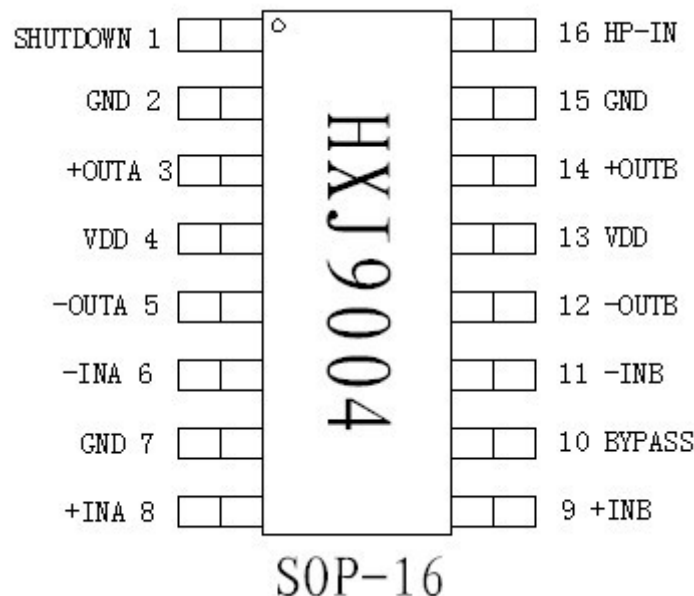 SHUTDOWN 1
GND 2
+OUTA 3
VDD 4
-OUTA 5
-INA 6
GND 7
+INA 8
HXJ9004
16 HP-IN
15 GND
14 +OUTB
13 VDD
12 -OUTB
11 -INB
10 BYPASS
9 +INB
SOP-16